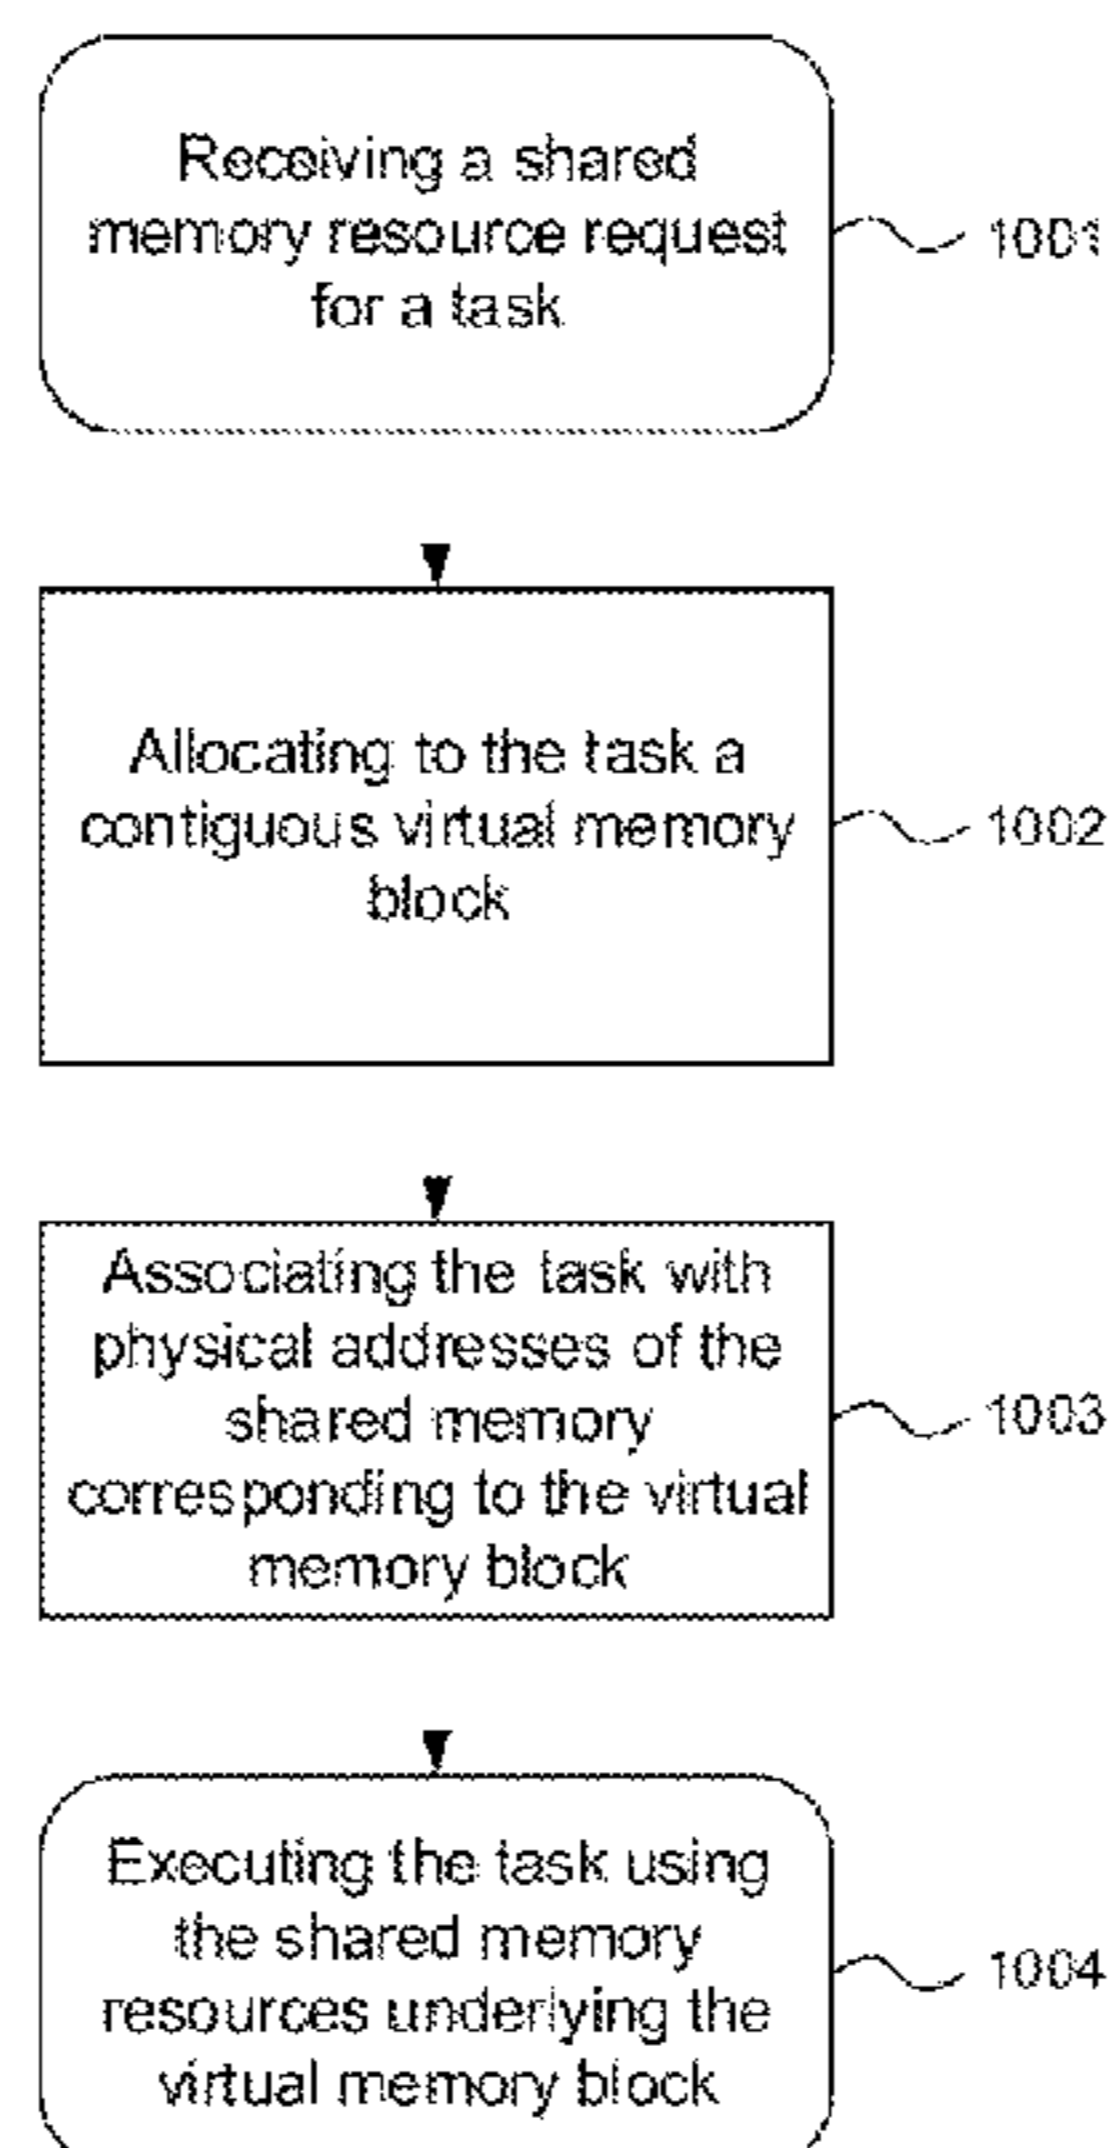 Receiving a shared
memory resource request
for a task
1001
Allocating to the task a
contiguous virtual memory
block
1002
Associating the task with
physical addresses of the
shared memory
corresponding to the virtual
memory block
1003
Executing the task using
the shared memory
resources underlying the
virtual memory block
1004